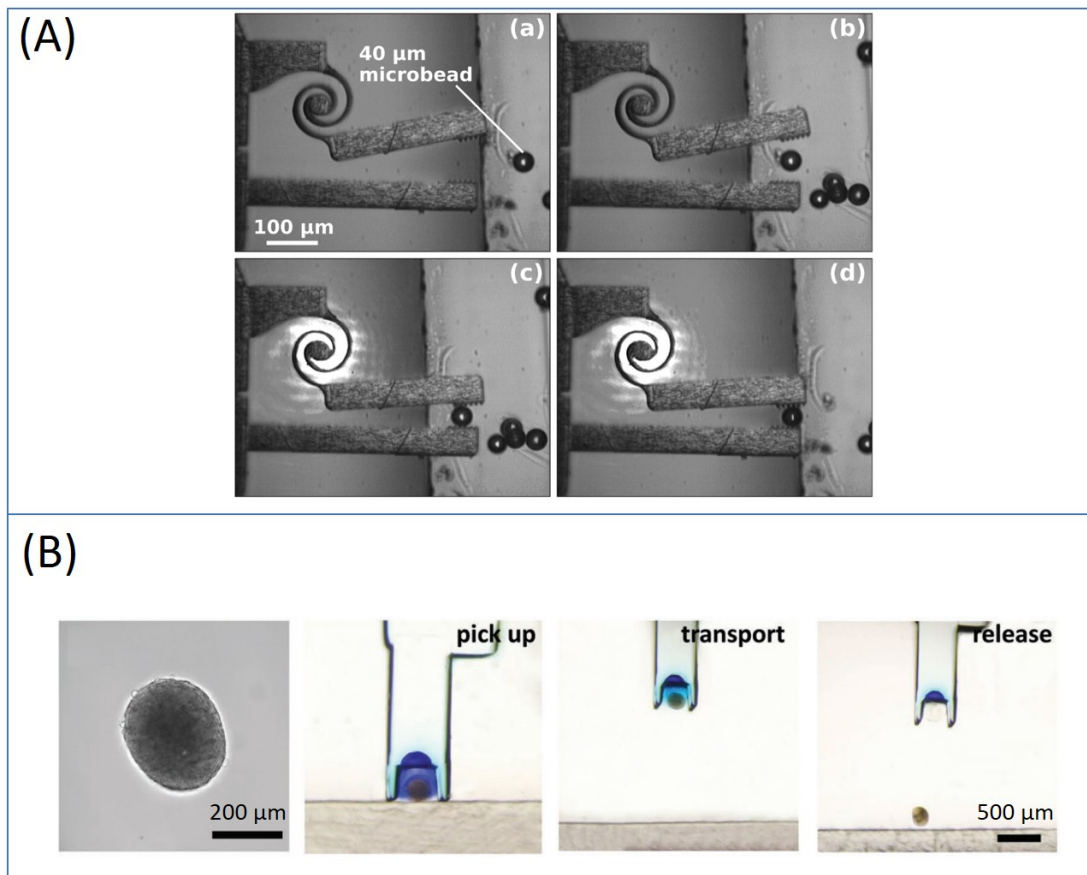 (A)
(a)
40 µm
microbead
100 µm
(b)
(c)
(d)
(B)
200 µm
pick up
transport
release
500 µm